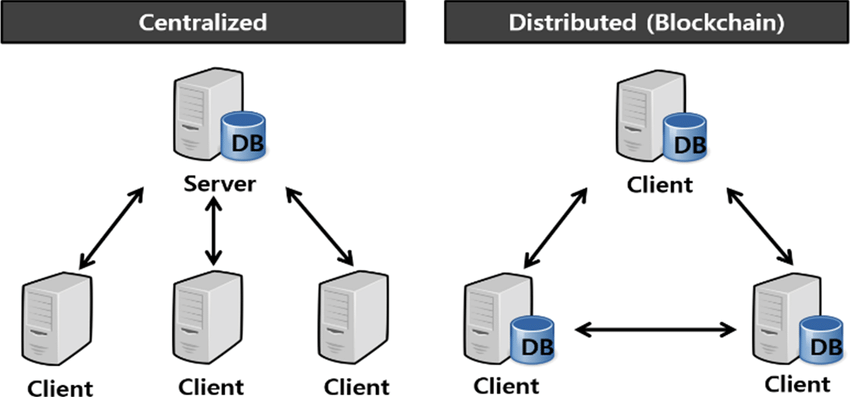 Centralized
DB
Server
Client
Client
Client
Distributed (Blockchain)
DB
Client
DB
Client
DB
Client